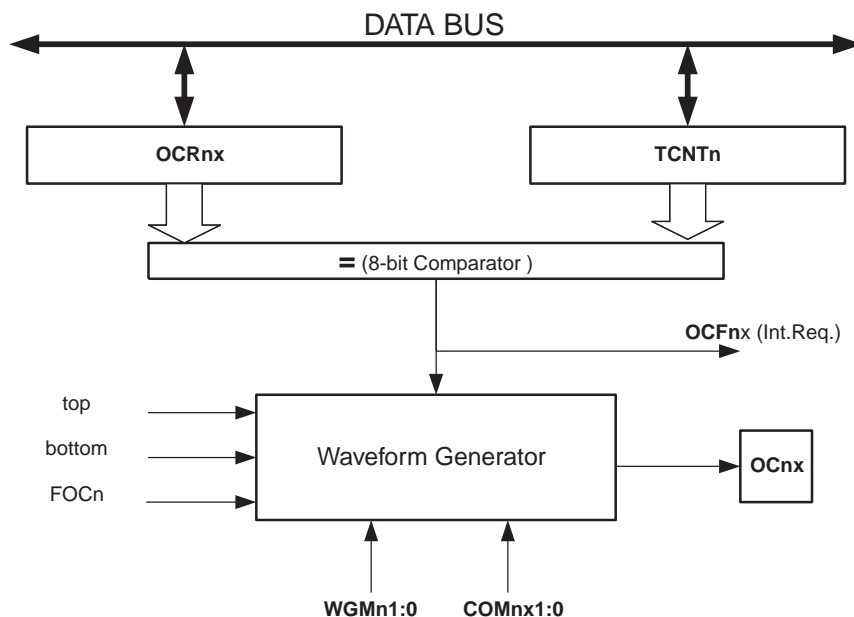 DATA BUS
OCRnx
TCNTn
= (8-bit Comparator )
OCFnx (Int.Req.)
top
bottom
FOCn
Waveform Generator
OCnx
WGMn1:0
COMnx1:0